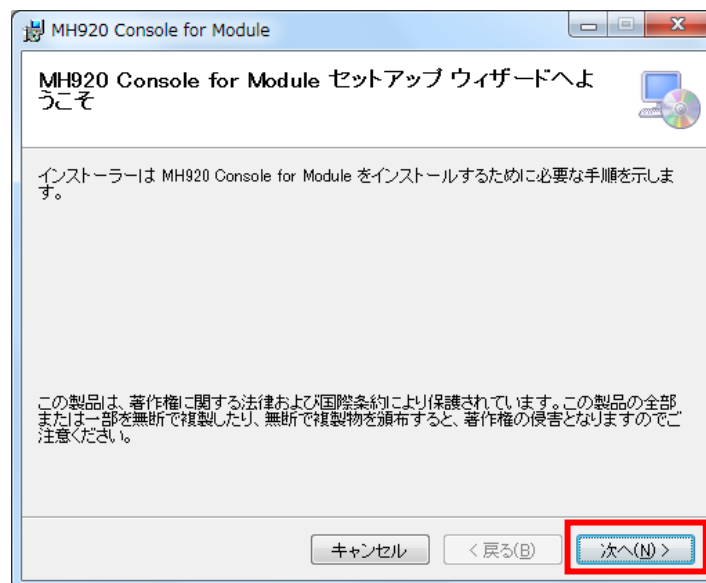 MH920 Console for Module
MH920 Console for Module セットアップ ウィザードへよ
うこそ
インストーラーは MH920 Console for Module をインストールするために必要な手順を示しま
す。
この製品は、著作権に関する法律および国際条約により保護されています。この製品の全部
または一部を無断で複製したり、無断で複製物を頒布すると、著作権の侵害となりますのでご
注意ください。
キャンセル < 戻る(B) 次へ(N) >